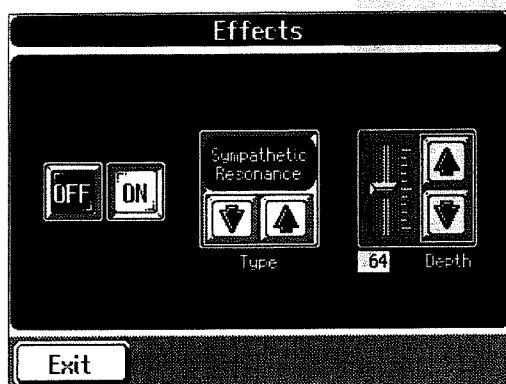 Effects
OFF ON
Sympathetic
Resonance
Type
64 Depth
Exit